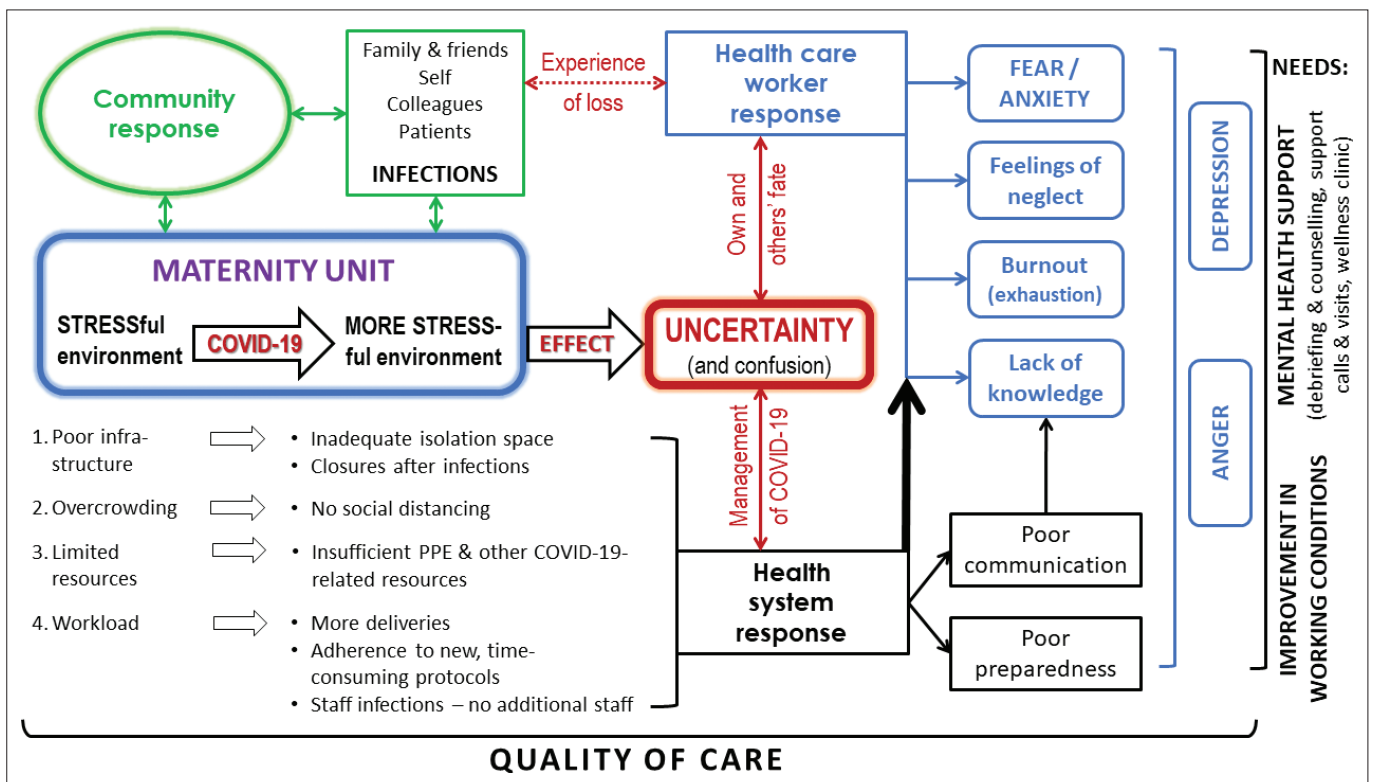 Community
response
Family & friends
Self
Colleagues
Patients
INFECTIONS
Experience
of loss
Health care
worker
response
FEAR /
ANXIETY
Feelings of
neglect
Burnout
(exhaustion)
Lack of
knowledge
DEPRESSION
ANGER
NEEDS:
MENTAL HEALTH SUPPORT
(debriefing & counselling, support
calls & visits, wellness clinic)
IMPROVEMENT IN
WORKING CONDITIONS
MATERNITY UNIT
STRESSful
environment
COVID-19
MORE STRESS-
ful environment
EFFECT
UNCERTAINTY
(and confusion)
Own and
others' fate
Management
of COVID-19
1. Poor infra-
structure
• Inadequate isolation space
• Closures after infections
2. Overcrowding
• No social distancing
3. Limited
resources
• Insufficient PPE & other COVID-19-
related resources
4. Workload
• More deliveries
• Adherence to new, time-
consuming protocols
• Staff infections – no additional staff
Health
system
response
Poor
communication
Poor
preparedness
QUALITY OF CARE